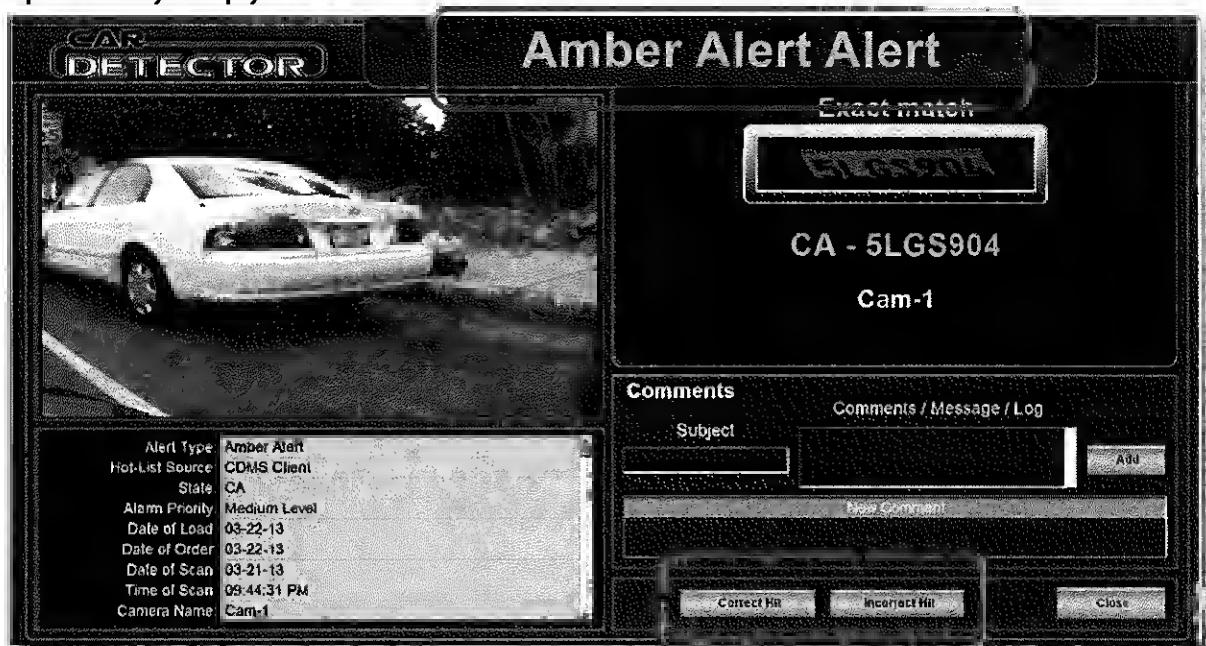 CAR
DETECTOR
Amber Alert Alert
Exact match
CA - 5LGS904
Cam-1
Alert Type: Amber Alert
Hot-List Source: CDMS Client
State: CA
Alarm Priority: Medium Level
Date of Load: 03-22-13
Date of Order: 03-22-13
Date of Scan: 03-21-13
Time of Scan: 09:44:31 PM
Camera Name: Cam-1
Comments
Subject
Comments / Message / Log
Add
New Comment
Correct Hit
Incorrect Hit
Close